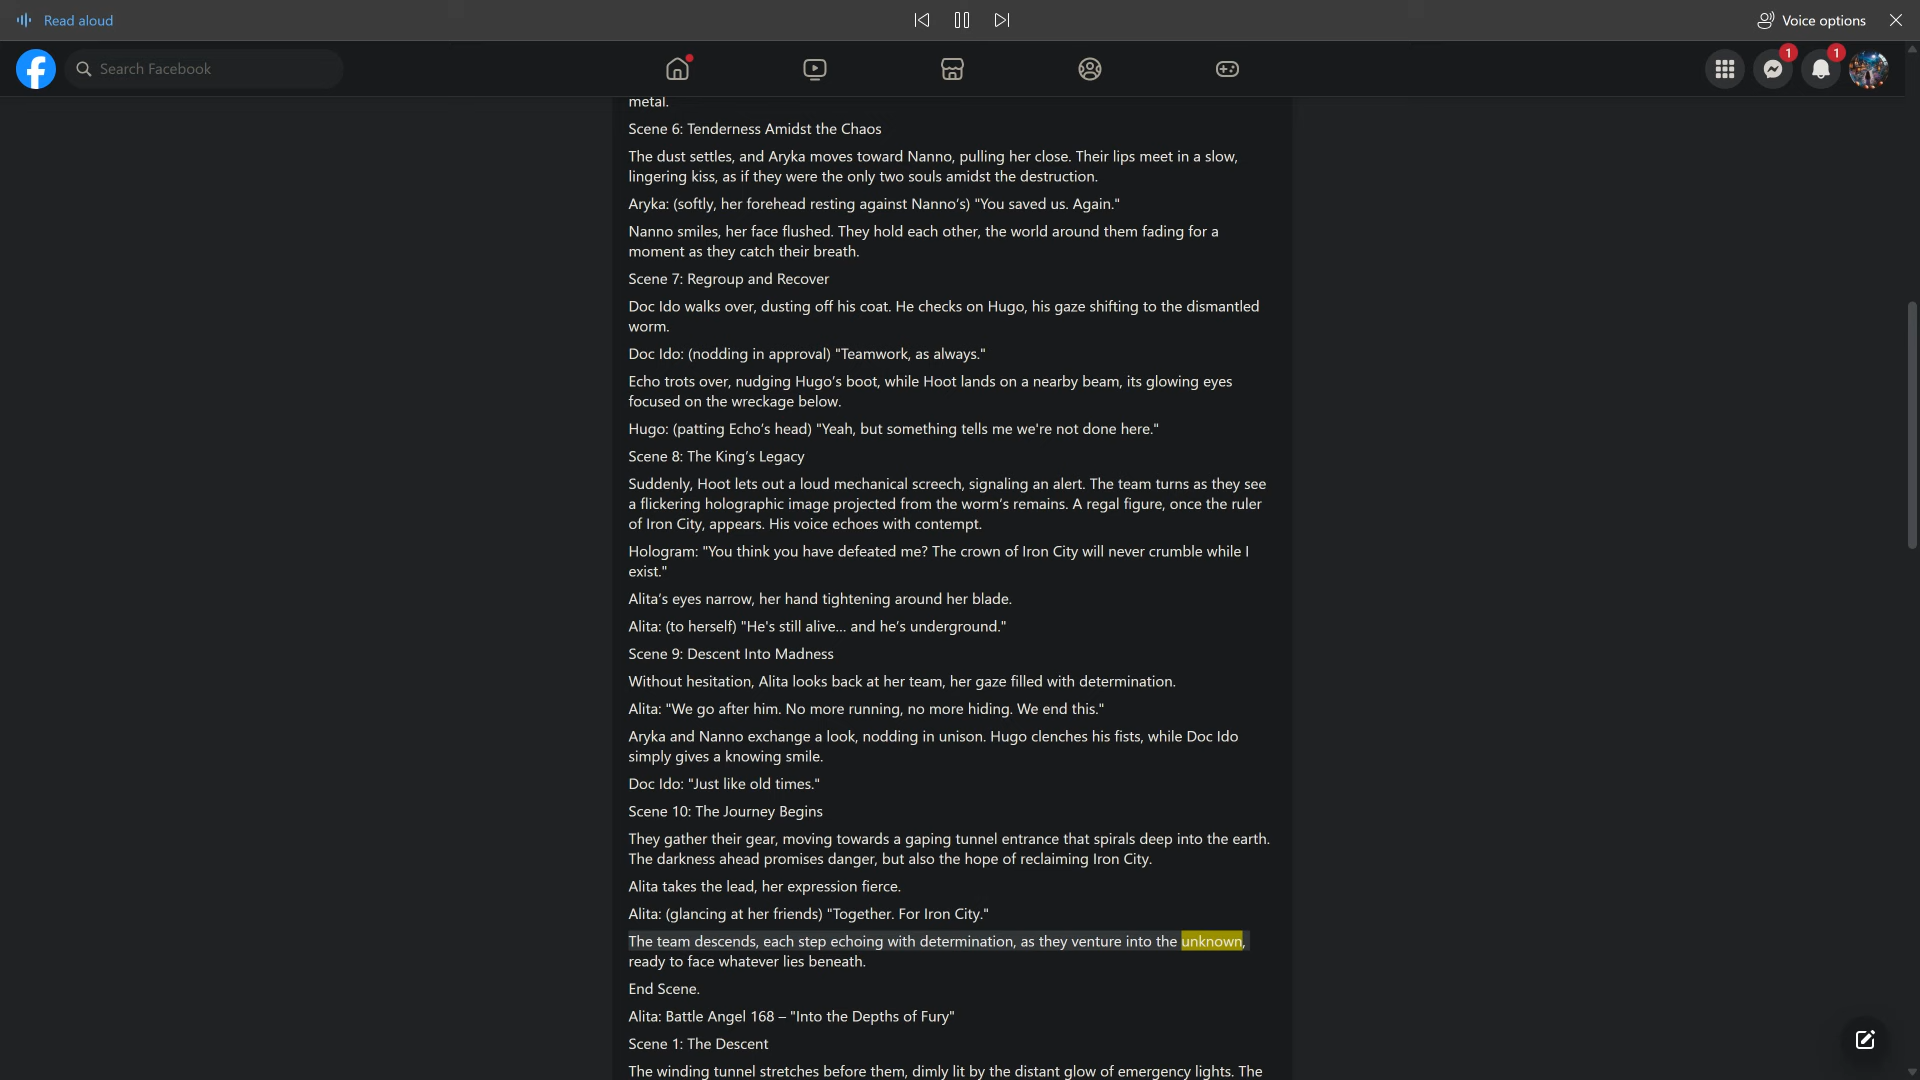 Read aloud
Voice options
Search Facebook
1
1
metal.
Scene 6: Tenderness Amidst the Chaos
The dust settles, and Aryka moves toward Nanno, pulling her close. Their lips meet in a slow,
lingering kiss, as if they were the only two souls amidst the destruction.
Aryka: (softly, her forehead resting against Nanno’s) "You saved us. Again."
Nanno smiles, her face flushed. They hold each other, the world around them fading for a
moment as they catch their breath.
Scene 7: Regroup and Recover
Doc Ido walks over, dusting off his coat. He checks on Hugo, his gaze shifting to the dismantled
worm.
Doc Ido: (nodding in approval) "Teamwork, as always."
Echo trots over, nudging Hugo’s boot, while Hoot lands on a nearby beam, its glowing eyes
focused on the wreckage below.
Hugo: (patting Echo’s head) "Yeah, but something tells me we're not done here."
Scene 8: The King’s Legacy
Suddenly, Hoot lets out a loud mechanical screech, signaling an alert. The team turns as they see
a flickering holographic image projected from the worm’s remains. A regal figure, once the ruler
of Iron City, appears. His voice echoes with contempt.
Hologram: "You think you have defeated me? The crown of Iron City will never crumble while I
exist."
Alita’s eyes narrow, her hand tightening around her blade.
Alita: (to herself) "He's still alive... and he’s underground."
Scene 9: Descent Into Madness
Without hesitation, Alita looks back at her team, her gaze filled with determination.
Alita: "We go after him. No more running, no more hiding. We end this."
Aryka and Nanno exchange a look, nodding in unison. Hugo clenches his fists, while Doc Ido
simply gives a knowing smile.
Doc Ido: "Just like old times."
Scene 10: The Journey Begins
They gather their gear, moving towards a gaping tunnel entrance that spirals deep into the earth.
The darkness ahead promises danger, but also the hope of reclaiming Iron City.
Alita takes the lead, her expression fierce.
Alita: (glancing at her friends) "Together. For Iron City."
The team descends, each step echoing with determination, as they venture into the unknown,
ready to face whatever lies beneath.
End Scene.
Alita: Battle Angel 168 – "Into the Depths of Fury"
Scene 1: The Descent
The winding tunnel stretches before them, dimly lit by the distant glow of emergency lights. The